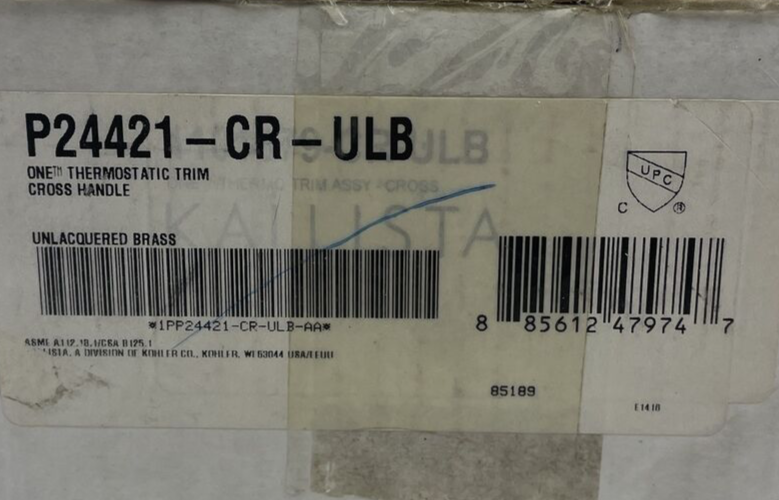 P24421-CR-ULB
ONE™ THERMOSTATIC TRIM
CROSS HANDLE
UPC
C ®
KALLISTA
UNLACQUERED BRASS
*1PP24421-CR-ULB-AA*
8 85612 47974 7
ASME A112.18.1/CSA B125.1
KALLISTA, A DIVISION OF KOHLER CO., KOHLER, WI 53044 USA/EEUU
85189
E1418